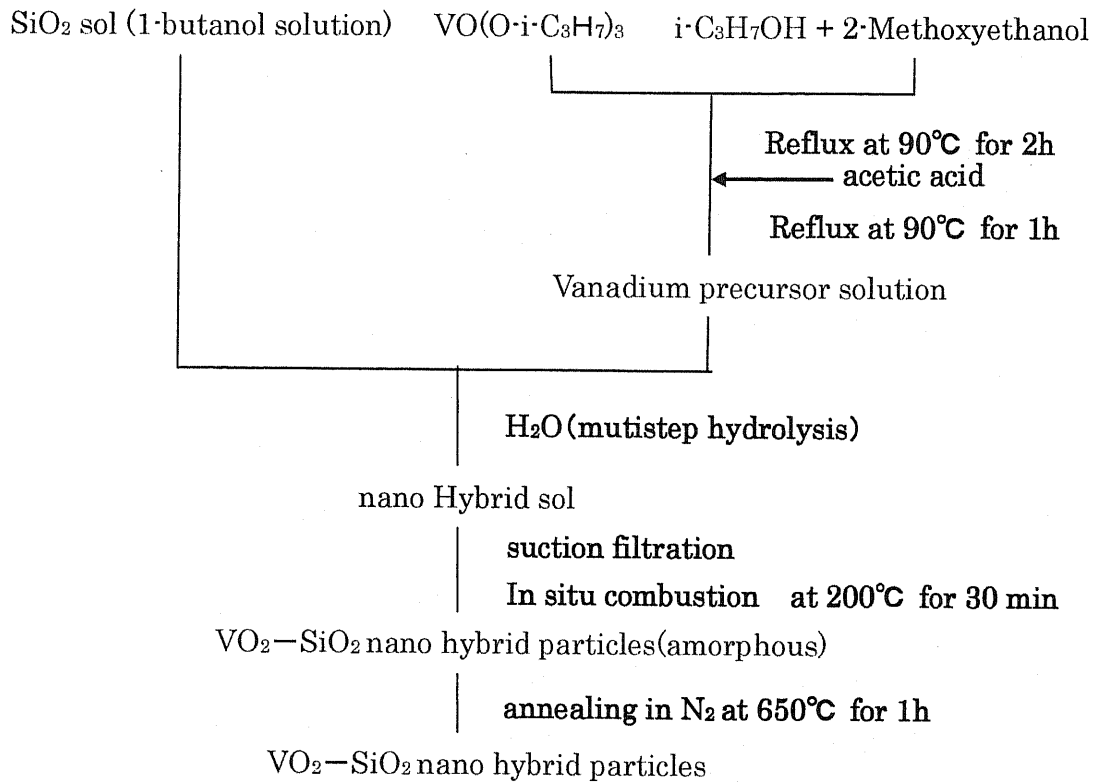 SiO₂ sol (1-butanol solution) VO(O-i-C₃H₇)₃ i-C₃H₇OH + 2-Methoxyethanol
Reflux at 90℃ for 2h
acetic acid
Reflux at 90℃ for 1h
Vanadium precursor solution
H₂O(mutistep hydrolysis)
nano Hybrid sol
suction filtration
In situ combustion at 200℃ for 30 min
VO₂－SiO₂ nano hybrid particles(amorphous)
annealing in N₂ at 650℃ for 1h
VO₂－SiO₂ nano hybrid particles